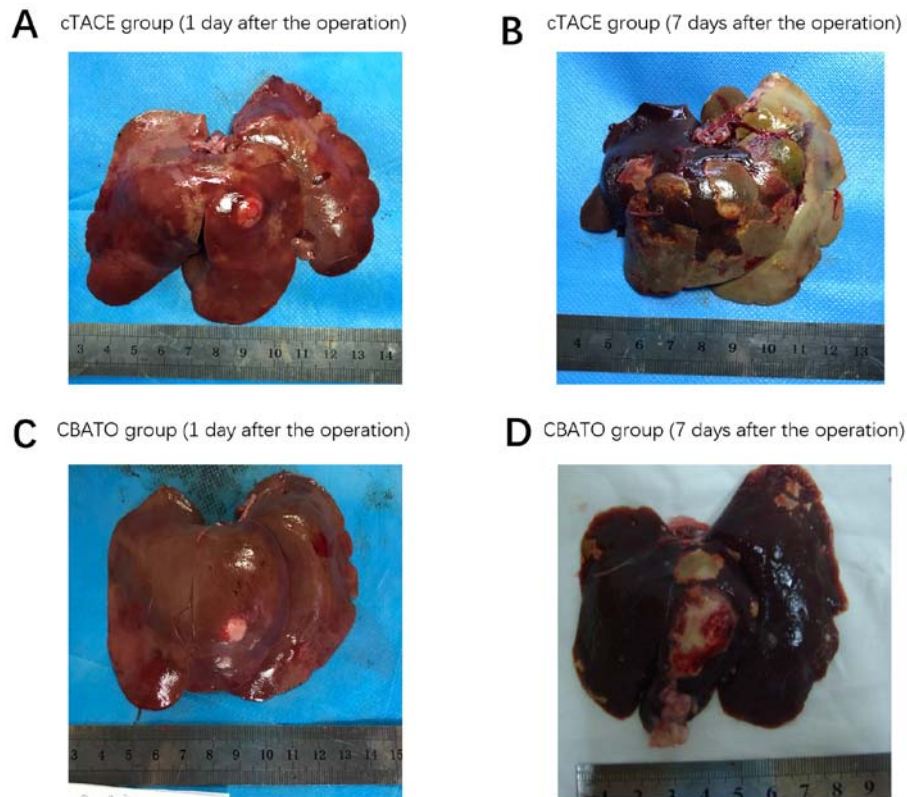 A cTACE group (1 day after the operation)
B cTACE group (7 days after the operation)
3 4 5 6 7 8 9 10 11 12 13 14
4 5 6 7 8 9 10 11 12 13
C CBATO group (1 day after the operation)
D CBATO group (7 days after the operation)
3 4 5 6 7 8 9 10 11 12 13 14 15
1 2 3 4 5 6 7 8 9